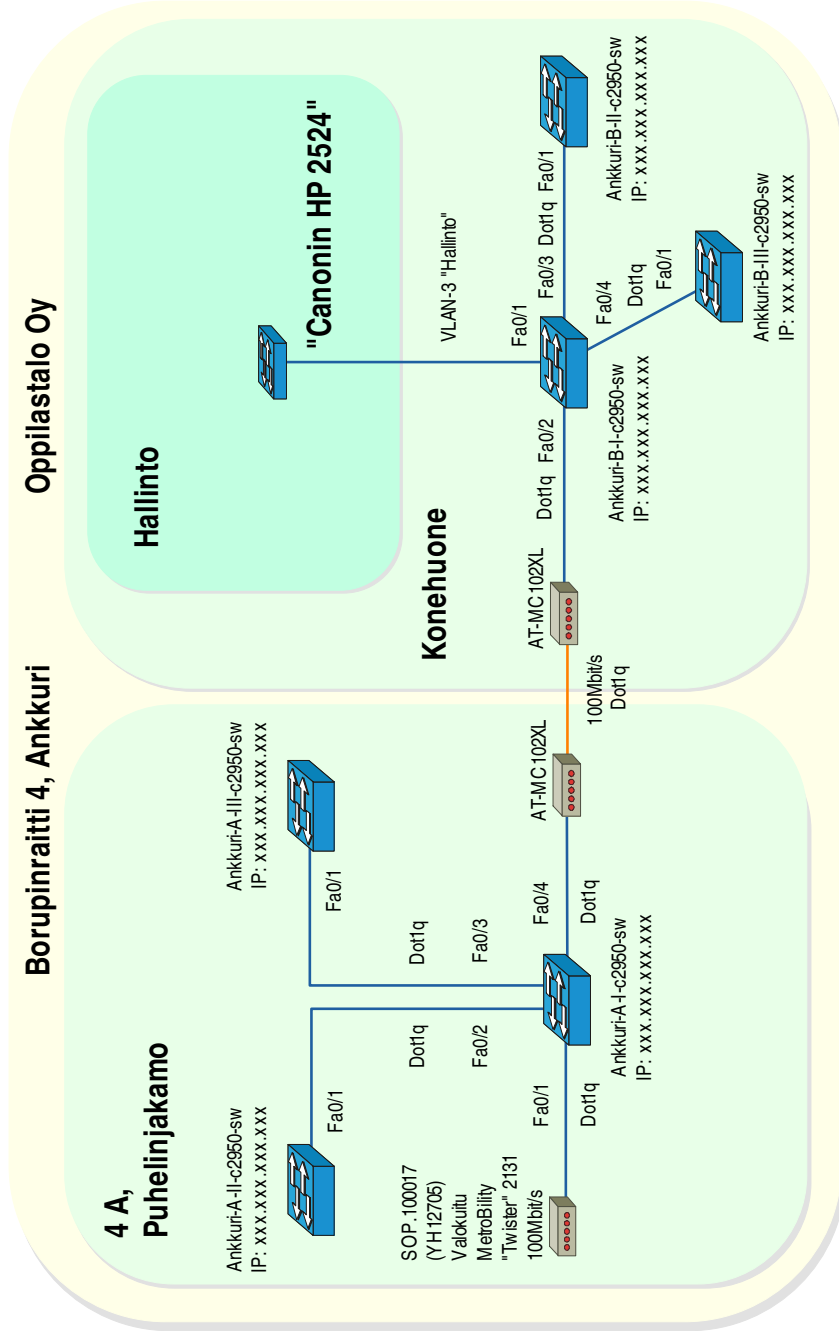 Borupinraitti 4, Ankkuri
Oppilastalo Oy
4 A,
Puhelinjakamo
Ankkuri-A-II-c2950-sw
IP: xxx.xxx.xxx.xxx
Fa0/1
Ankkuri-A-III-c2950-sw
IP: xxx.xxx.xxx.xxx
Fa0/1
Dot1q
Fa0/2
Dot1q
Fa0/3
SOP.100017
(YH12705)
Valokuitu
MetroBility
"Twister" 2131
100Mbit/s
Fa0/1
Dot1q
Ankkuri-A-I-c2950-sw
IP: xxx.xxx.xxx.xxx
Fa0/4
Dot1q
AT-MC102XL
100Mbit/s
Dot1q
Hallinto
"Canonin HP 2524"
VLAN-3 "Hallinto"
Konehuone
AT-MC102XL
Dot1q Fa0/2
Fa0/1
Ankkuri-B-I-c2950-sw
IP: xxx.xxx.xxx.xxx
Fa0/3 Dot1q Fa0/1
Ankkuri-B-II-c2950-sw
IP: xxx.xxx.xxx.xxx
Fa0/4
Dot1q
Fa0/1
Ankkuri-B-III-c2950-sw
IP: xxx.xxx.xxx.xxx